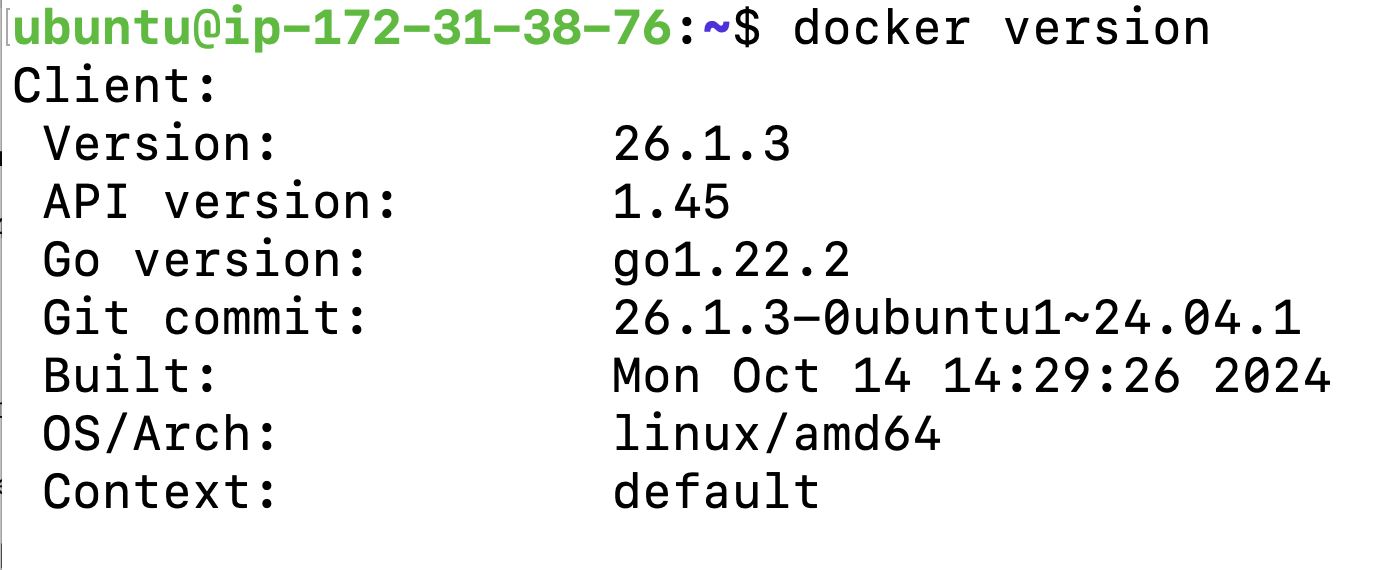 ubuntu@ip-172-31-38-76:~$ docker version
Client:
 Version:           26.1.3
 API version:       1.45
 Go version:        go1.22.2
 Git commit:        26.1.3-0ubuntu1~24.04.1
 Built:             Mon Oct 14 14:29:26 2024
 OS/Arch:           linux/amd64
 Context:           default